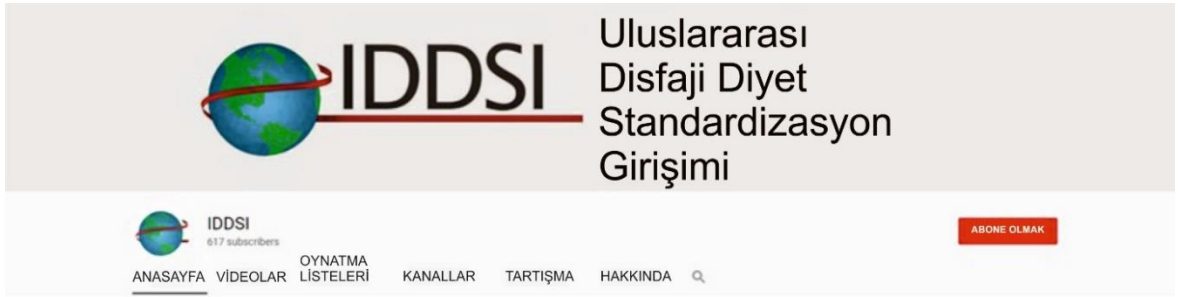 IDDSI
Uluslararası
Disfaji Diyet
Standardizasyon
Girişimi
IDDSI
617 subscribers
ABONE OLMAK
ANASAYFA VİDEOLAR OYNATMA LİSTELERİ KANALLAR TARTIŞMA HAKKINDA